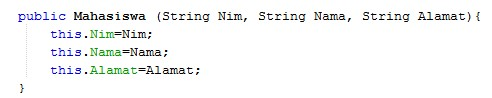 public Mahasiswa (String Nim, String Nama, String Alamat){
    this.Nim=Nim;
    this.Nama=Nama;
    this.Alamat=Alamat;
}